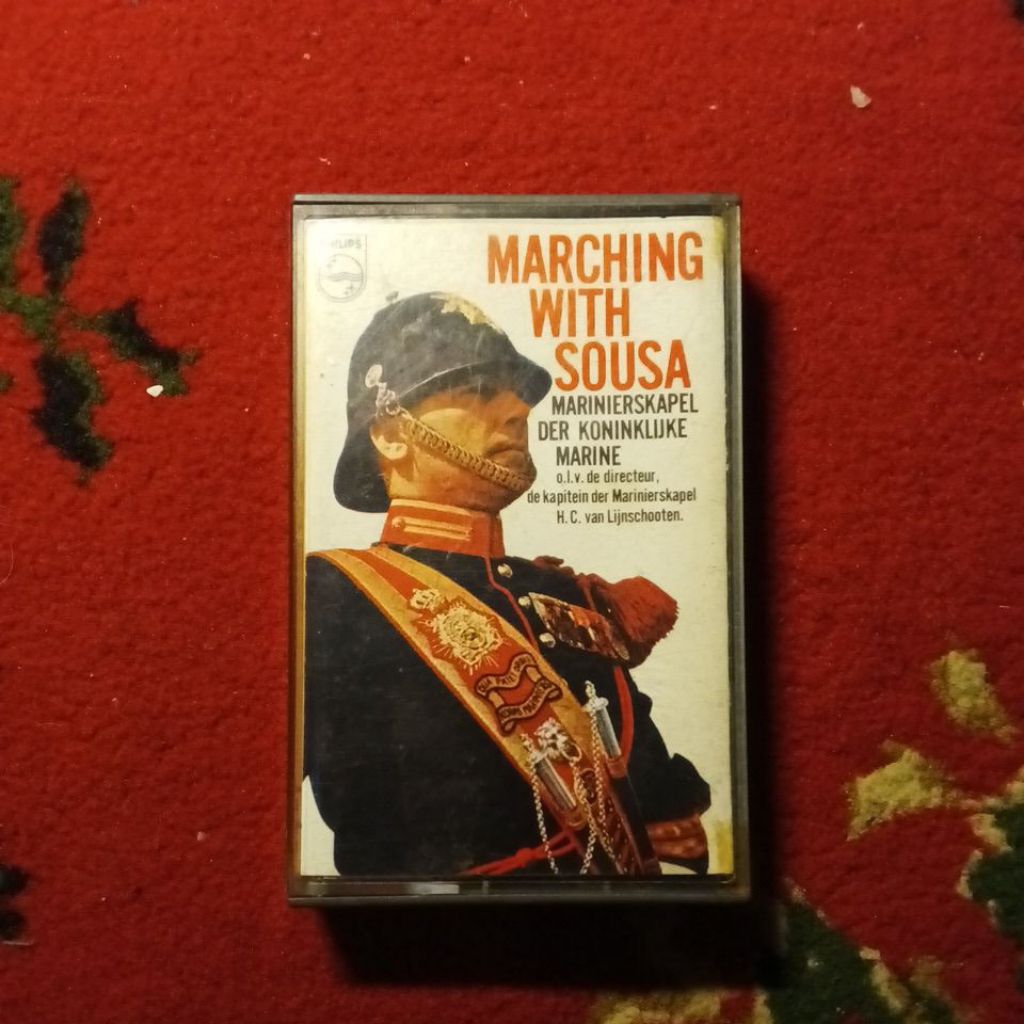 PHILIPS
MARCHING
WITH
SOUSA
MARINIERSKAPEL
DER KONINKLIJKE
MARINE
o.l.v. de directeur,
de kapitein der Marinierskapel
H. C. van Lijnschooten.